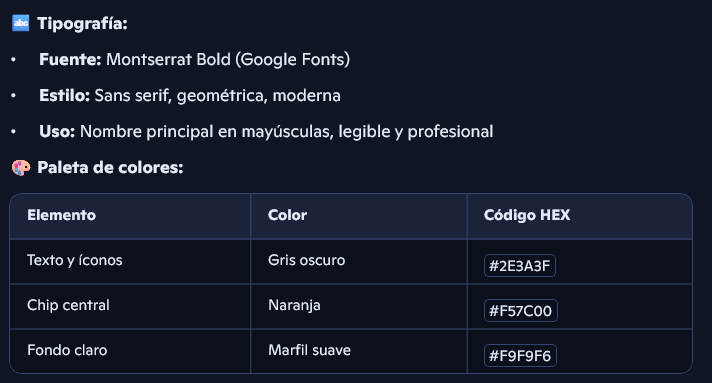 🔤 Tipografía:
• Fuente: Montserrat Bold (Google Fonts)
• Estilo: Sans serif, geométrica, moderna
• Uso: Nombre principal en mayúsculas, legible y profesional
🎨 Paleta de colores:
Elemento Color Código HEX
Texto y íconos Gris oscuro #2E3A3F
Chip central Naranja #F57C00
Fondo claro Marfil suave #F9F9F6